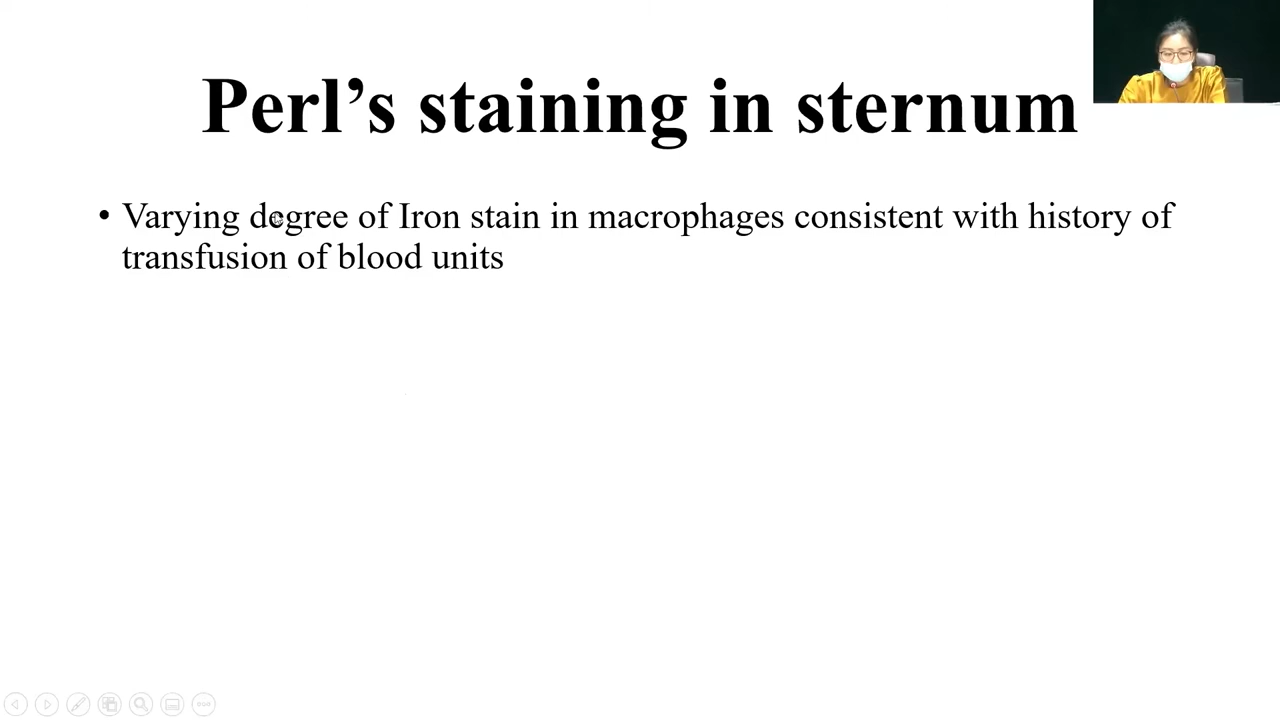 Perl’s staining in sternum
• Varying degree of Iron stain in macrophages consistent with history of
transfusion of blood units